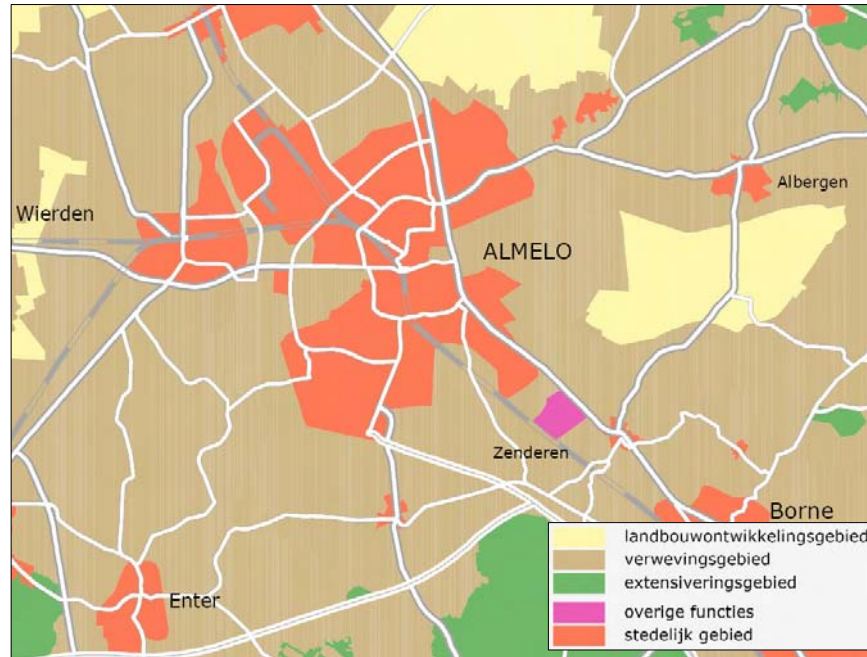 Wierden
Albergen
ALMELO
Zenderen
Borne
Enter
landbouwontwikkelingsgebied
verwevingsgebied
extensiveringsgebied
overige functies
stedelijk gebied